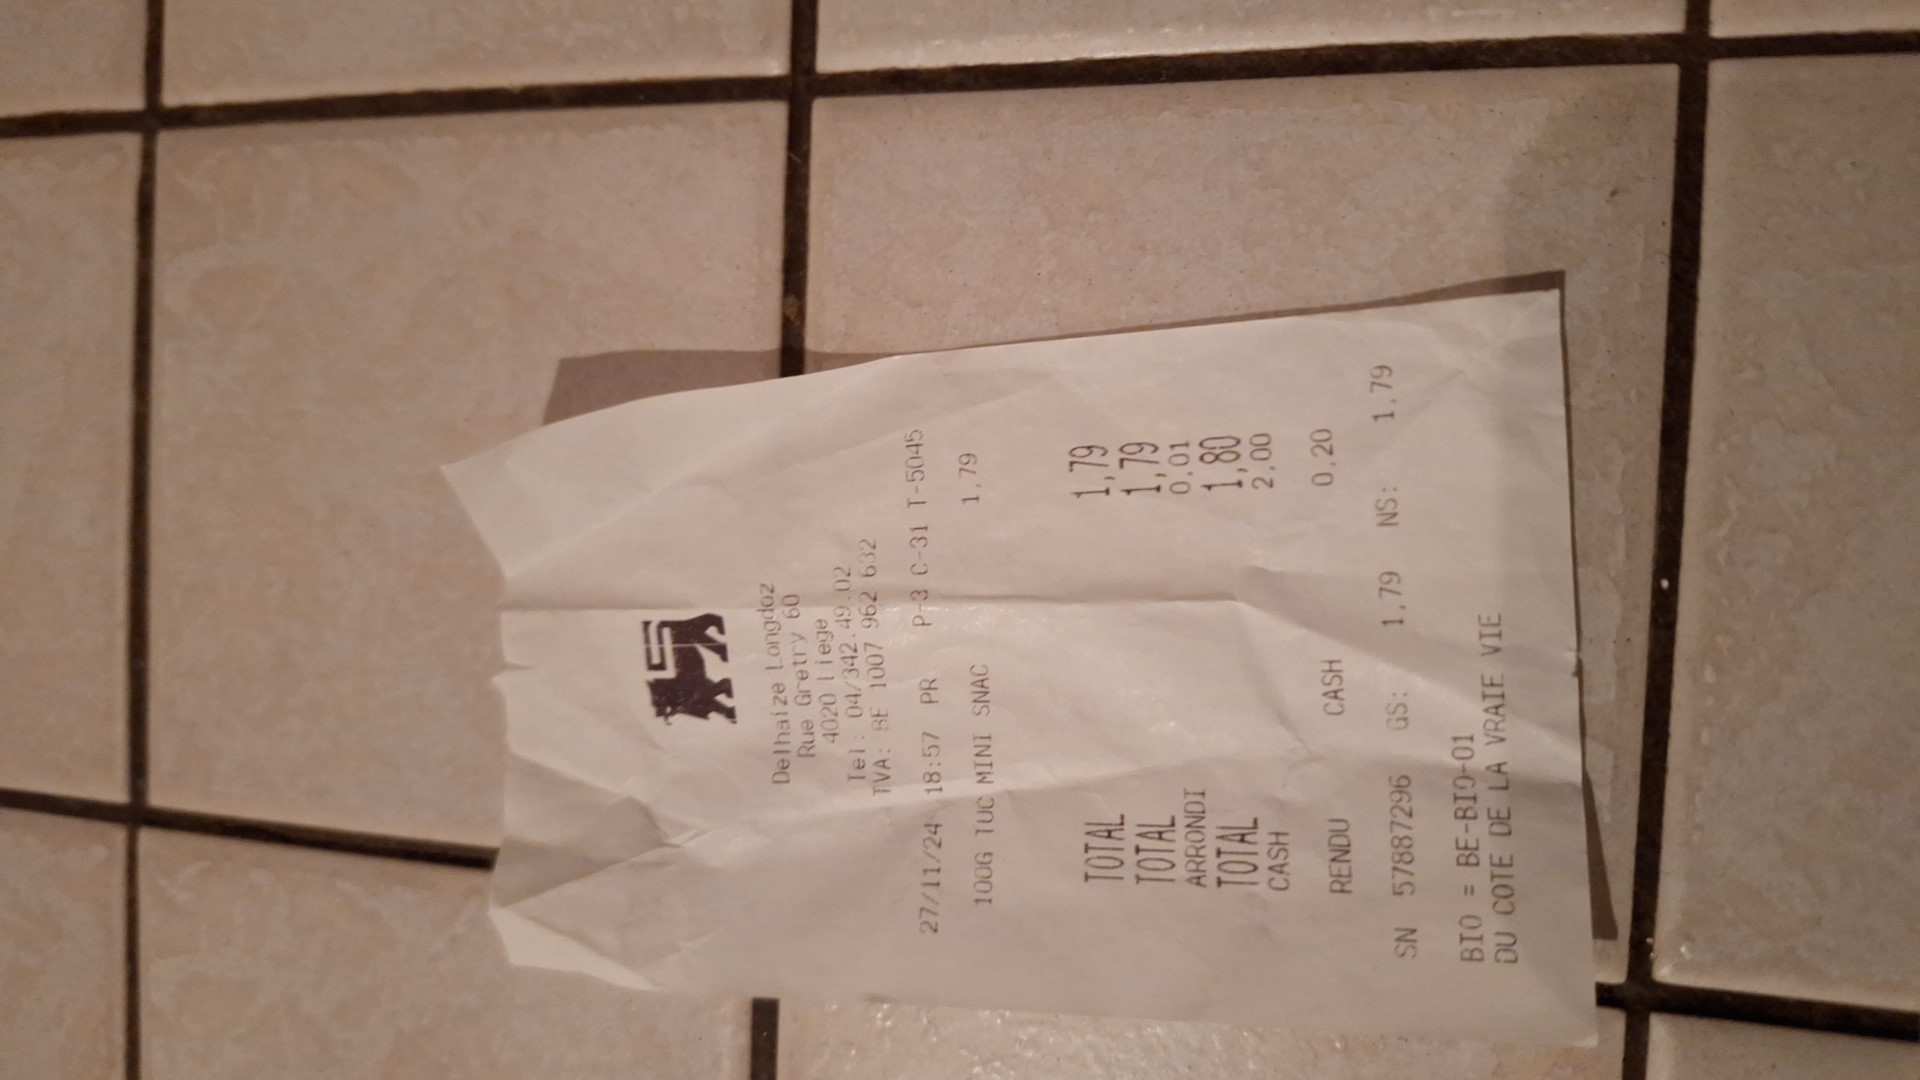 Delhaize Longdoz
Rue Gretry 60
4020 Liege
Tel: 04/342.49.02
TVA: BE 1007 962 632
27/11/24 18:57 PR P-3 C-31 T-5045
100G TUC MINI SNAC 1,79
TOTAL 1,79
TOTAL 1,79
ARRONDI 0,01
TOTAL 1,80
CASH 2,00
RENDU CASH 0,20
SN 57887296 GS: 1,79 NS: 1,79
BIO = BE-BIO-01
DU COTE DE LA VRAIE VIE